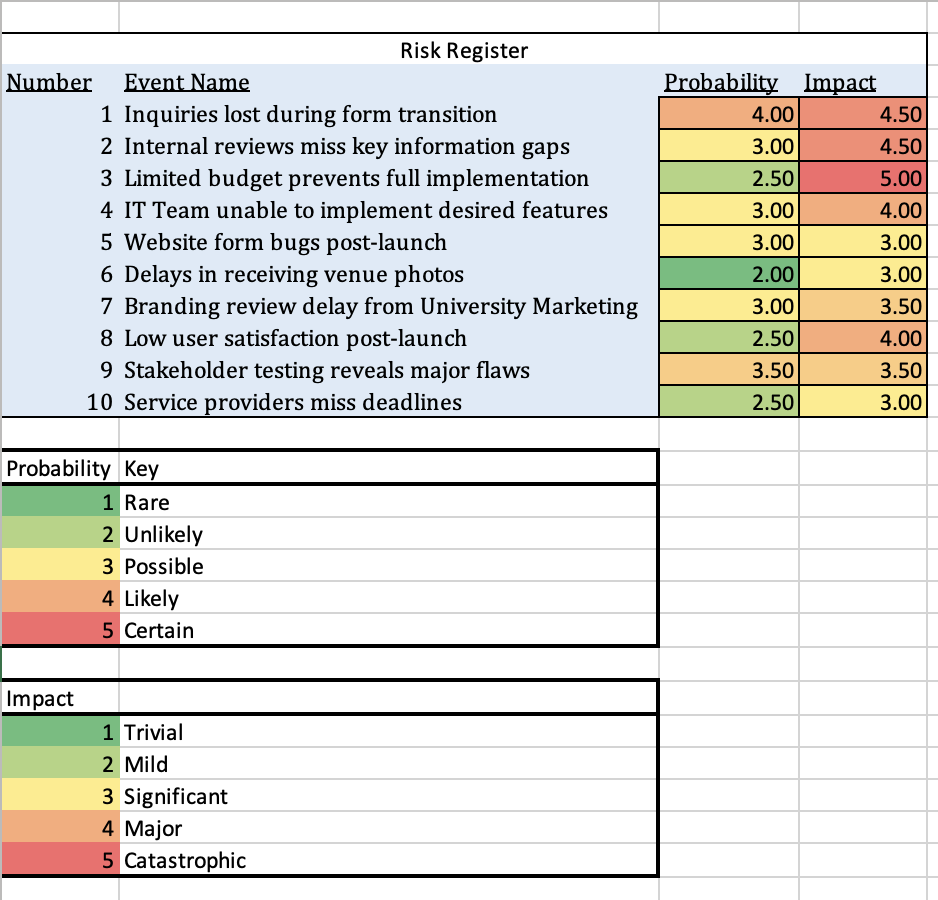 Risk Register
Number Event Name Probability Impact
1 Inquiries lost during form transition 4.00 4.50
2 Internal reviews miss key information gaps 3.00 4.50
3 Limited budget prevents full implementation 2.50 5.00
4 IT Team unable to implement desired features 3.00 4.00
5 Website form bugs post-launch 3.00 3.00
6 Delays in receiving venue photos 2.00 3.00
7 Branding review delay from University Marketing 3.00 3.50
8 Low user satisfaction post-launch 2.50 4.00
9 Stakeholder testing reveals major flaws 3.50 3.50
10 Service providers miss deadlines 2.50 3.00
Probability Key
1 Rare
2 Unlikely
3 Possible
4 Likely
5 Certain
Impact
1 Trivial
2 Mild
3 Significant
4 Major
5 Catastrophic